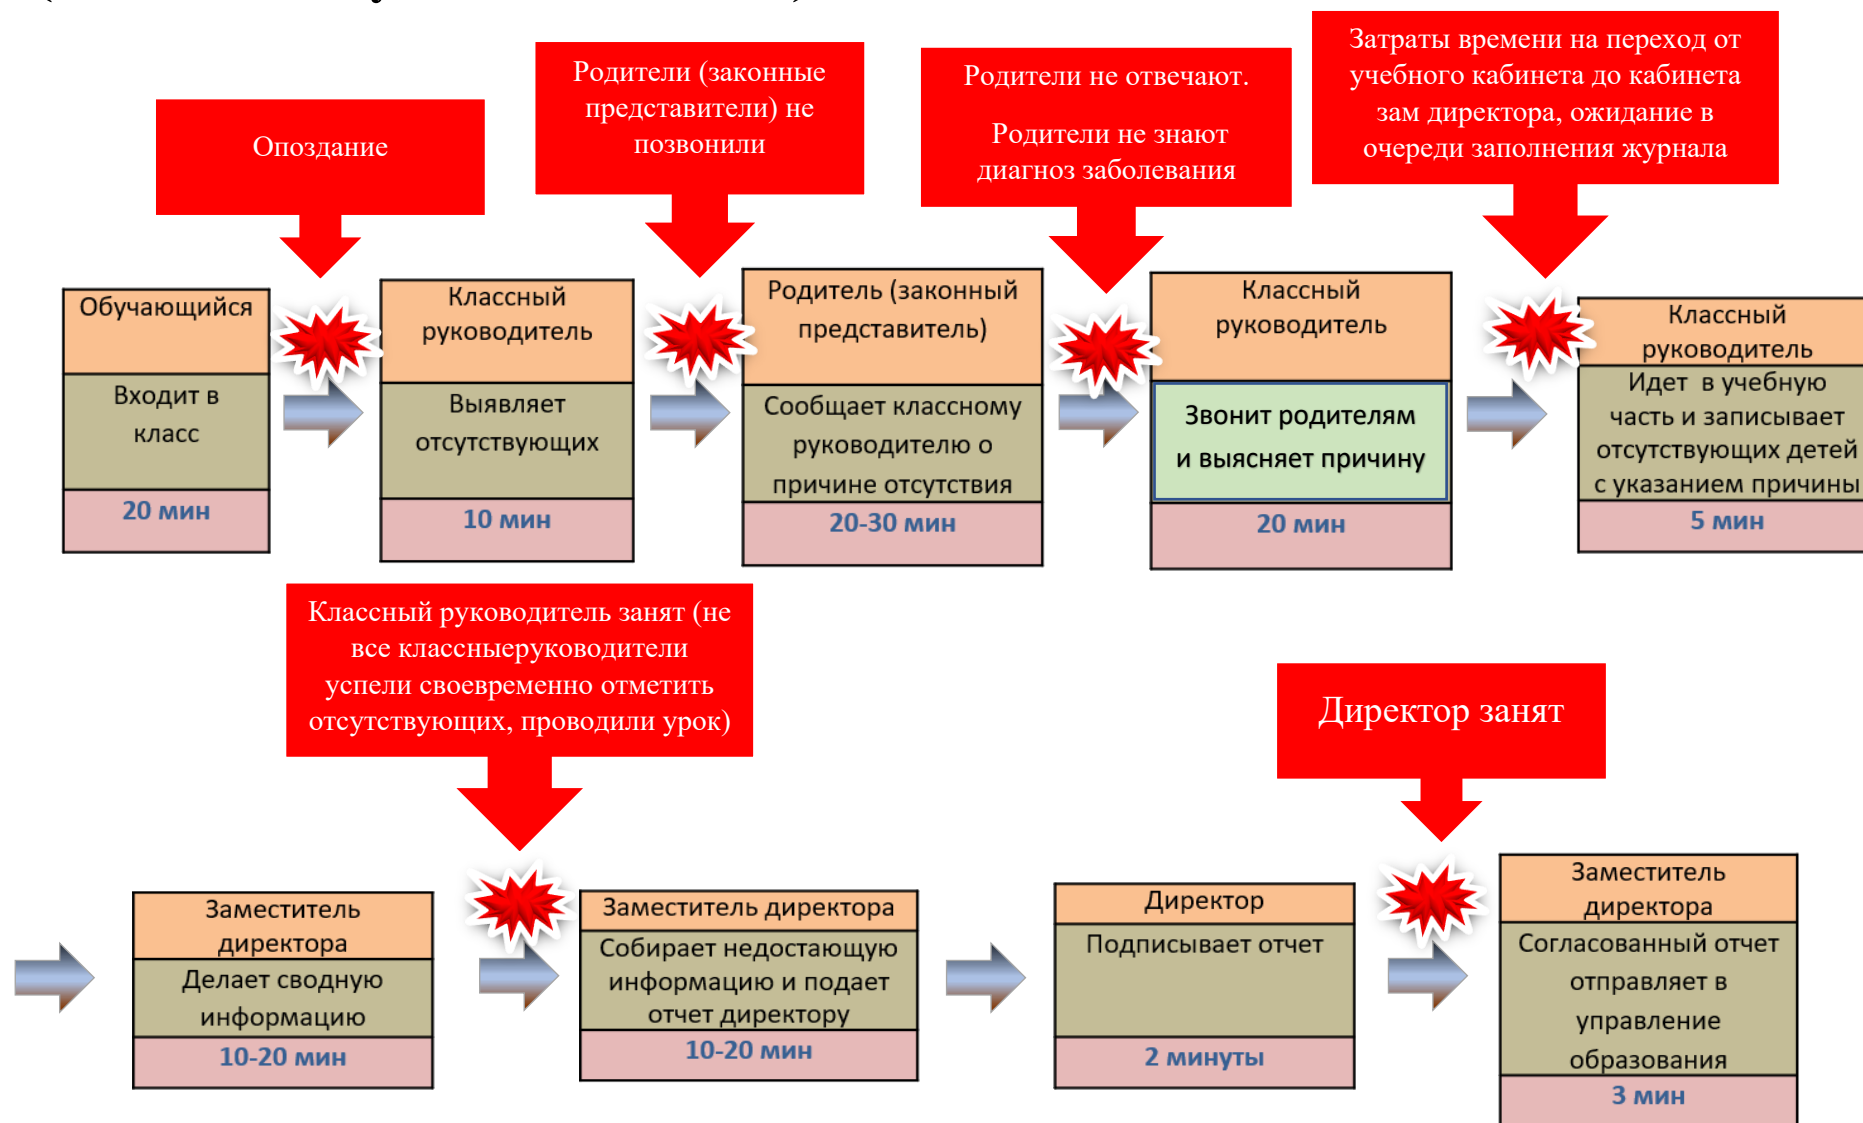 Опоздание
Родители (законные
представители) не
позвонили
Родители не отвечают.
Родители не знают
диагноз заболевания
Затраты времени на переход от
учебного кабинета до кабинета
зам директора, ожидание в
очереди заполнения журнала
Обучающийся
Входит в
класс
20 мин
Классный
руководитель
Выявляет
отсутствующих
10 мин
Родитель (законный
представитель)
Сообщает классному
руководителю о
причине отсутствия
20-30 мин
Классный
руководитель
Звонит родителям
и выясняет причину
20 мин
Классный
руководитель
Идет в учебную
часть и записывает
отсутствующих детей
с указанием причины
5 мин
Классный руководитель занят (не
все классныеруководители
успели своевременно отметить
отсутствующих, проводили урок)
Директор занят
Заместитель
директора
Делает сводную
информацию
10-20 мин
Заместитель директора
Собирает недостающую
информацию и подает
отчет директору
10-20 мин
Директор
Подписывает отчет
2 минуты
Заместитель
директора
Согласованный отчет
отправляет в
управление
образования
3 мин